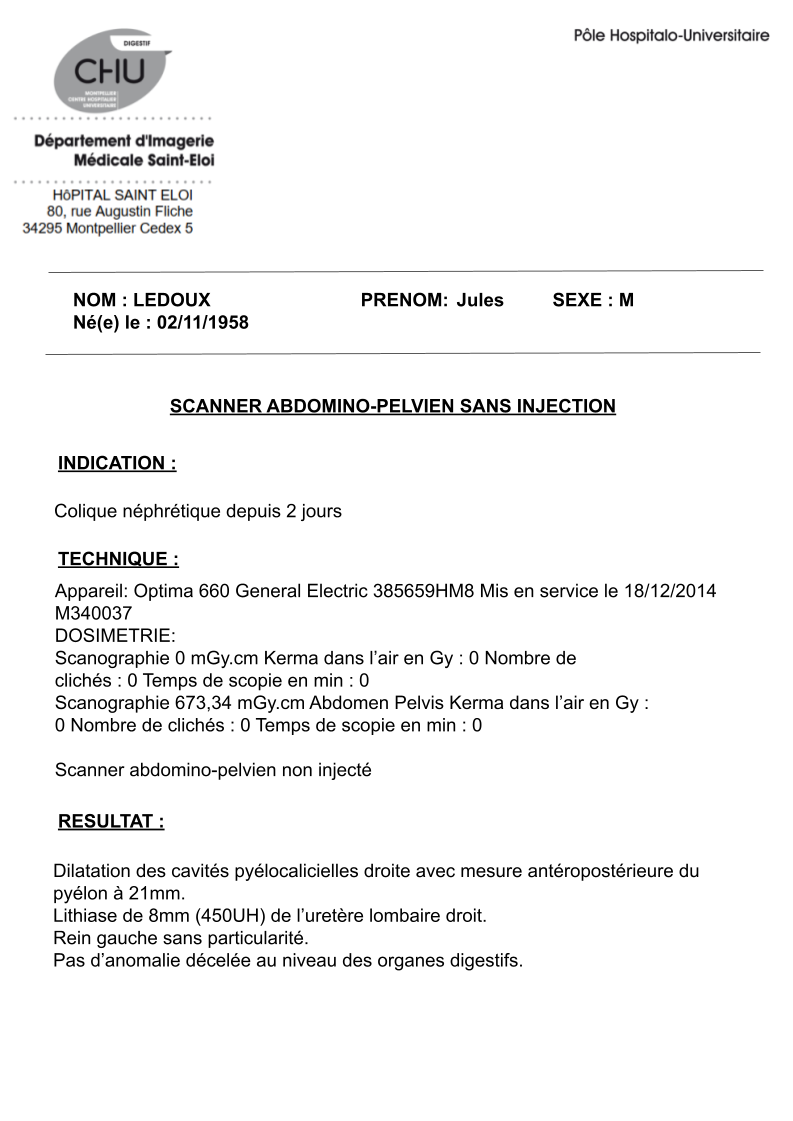 Pôle Hospitalo-Universitaire
DIGESTIF
CHU
MONTPELLIER
CENTRE HOSPITALIER
UNIVERSITAIRE
Département d'Imagerie
Médicale Saint-Eloi
HôPITAL SAINT ELOI
80, rue Augustin Fliche
34295 Montpellier Cedex 5
NOM : LEDOUX PRENOM: Jules SEXE : M
Né(e) le : 02/11/1958
SCANNER ABDOMINO-PELVIEN SANS INJECTION
INDICATION :
Colique néphrétique depuis 2 jours
TECHNIQUE :
Appareil: Optima 660 General Electric 385659HM8 Mis en service le 18/12/2014
M340037
DOSIMETRIE:
Scanographie 0 mGy.cm Kerma dans l’air en Gy : 0 Nombre de
clichés : 0 Temps de scopie en min : 0
Scanographie 673,34 mGy.cm Abdomen Pelvis Kerma dans l’air en Gy :
0 Nombre de clichés : 0 Temps de scopie en min : 0
Scanner abdomino-pelvien non injecté
RESULTAT :
Dilatation des cavités pyélocalicielles droite avec mesure antéropostérieure du
pyélon à 21mm.
Lithiase de 8mm (450UH) de l’uretère lombaire droit.
Rein gauche sans particularité.
Pas d’anomalie décelée au niveau des organes digestifs.